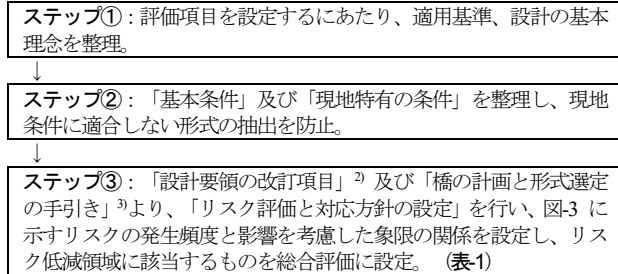 ステップ①：評価項目を設定するにあたり、適用基準、設計の基本
理念を整理。
↓
ステップ②：「基本条件」及び「現地特有の条件」を整理し、現地
条件に適合しない形式の抽出を防止。
↓
ステップ③：「設計要領の改訂項目」2) 及び「橋の計画と形式選定
の手引き」3)より、「リスク評価と対応方針の設定」を行い、図-3 に
示すリスクの発生頻度と影響を考慮した象限の関係を設定し、リス
ク低減領域に該当するものを総合評価に設定。（表-1）